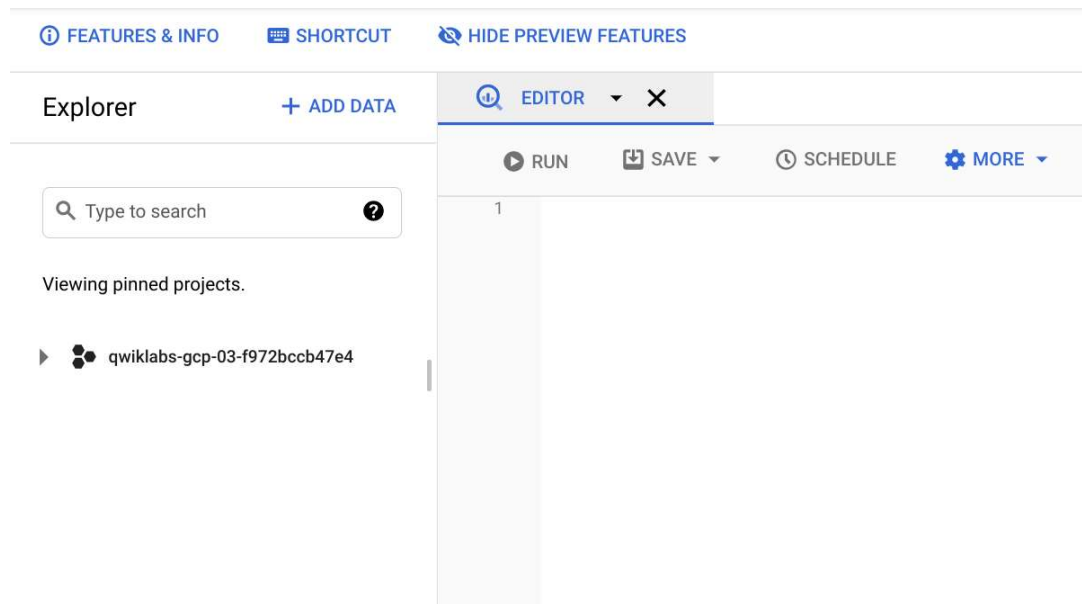 FEATURES & INFO SHORTCUT HIDE PREVIEW FEATURES
Explorer + ADD DATA
EDITOR
RUN SAVE SCHEDULE MORE
Type to search
1
Viewing pinned projects.
qwiklabs-gcp-03-f972bccb47e4